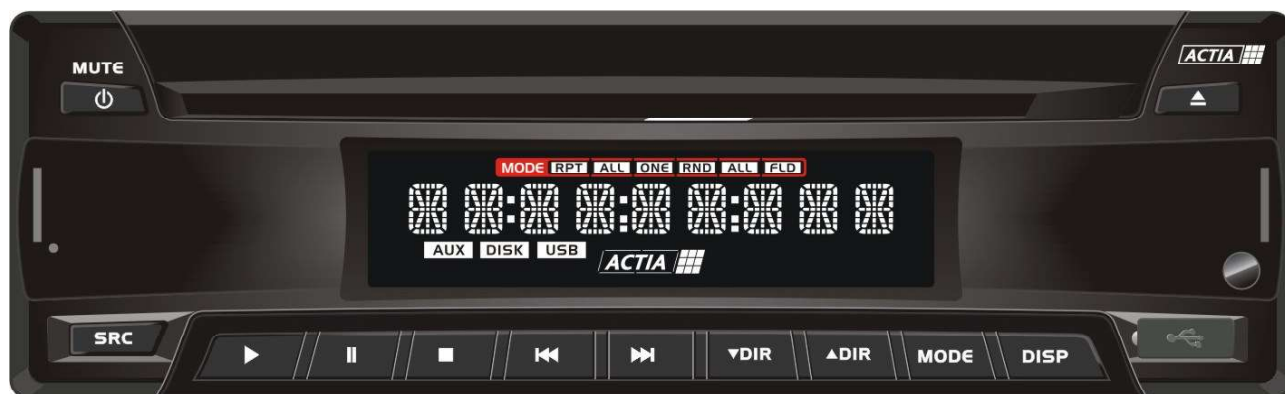 MUTE
ACTIA
MODE RPT ALL ONE RND ALL FLD
AUX DISK USB
ACTIA
SRC
▼DIR ▲DIR MODE DISP